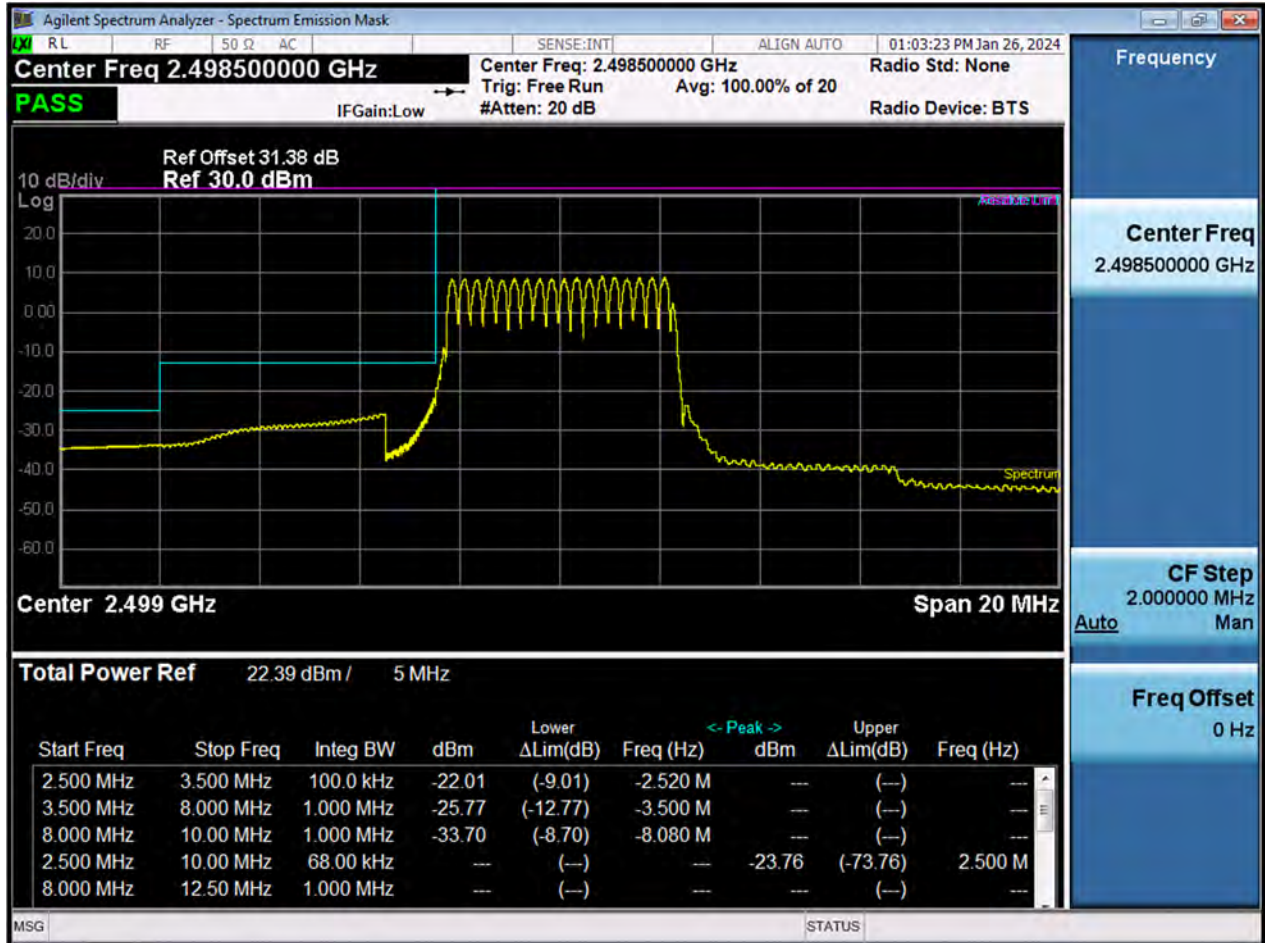 Agilent Spectrum Analyzer - Spectrum Emission Mask
LXI RL RF 50 Ω AC SENSE:INT ALIGN AUTO 01:03:23 PM Jan 26, 2024
Center Freq 2.498500000 GHz Center Freq: 2.498500000 GHz Radio Std: None
Trig: Free Run Avg: 100.00% of 20
PASS IFGain:Low #Atten: 20 dB Radio Device: BTS
Ref Offset 31.38 dB
10 dB/div Ref 30.0 dBm
Log
Absolute Limit
20.0
10.0
0.00
-10.0
-20.0
-30.0
-40.0
Spectrum
-50.0
-60.0
Center 2.499 GHz Span 20 MHz
Total Power Ref 22.39 dBm / 5 MHz
Lower <- Peak -> Upper
Start Freq Stop Freq Integ BW dBm ΔLim(dB) Freq (Hz) dBm ΔLim(dB) Freq (Hz)
2.500 MHz 3.500 MHz 100.0 kHz -22.01 (-9.01) -2.520 M --- (---) ---
3.500 MHz 8.000 MHz 1.000 MHz -25.77 (-12.77) -3.500 M --- (---) ---
8.000 MHz 10.00 MHz 1.000 MHz -33.70 (-8.70) -8.080 M --- (---) ---
2.500 MHz 10.00 MHz 68.00 kHz --- (---) --- -23.76 (-73.76) 2.500 M
8.000 MHz 12.50 MHz 1.000 MHz --- (---) --- --- (---) ---
MSG STATUS
Frequency
Center Freq
2.498500000 GHz
CF Step
2.000000 MHz
Auto Man
Freq Offset
0 Hz